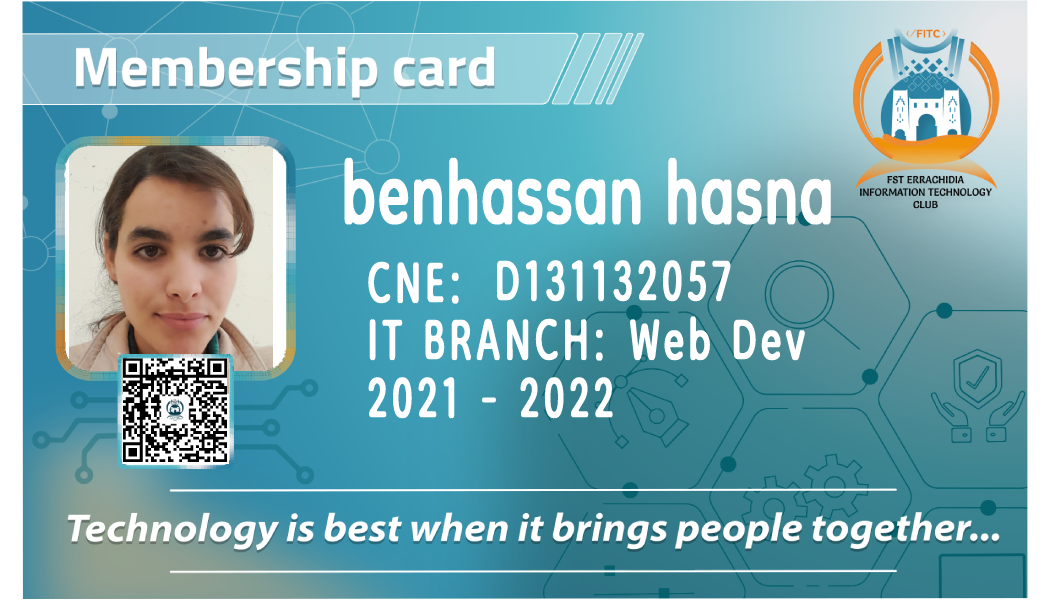 Membership card
‹/FITC›
FST ERRACHIDIA
INFORMATION TECHNOLOGY
CLUB
benhassan hasna
CNE: D131132057
IT BRANCH: Web Dev
2021 - 2022
Technology is best when it brings people together...